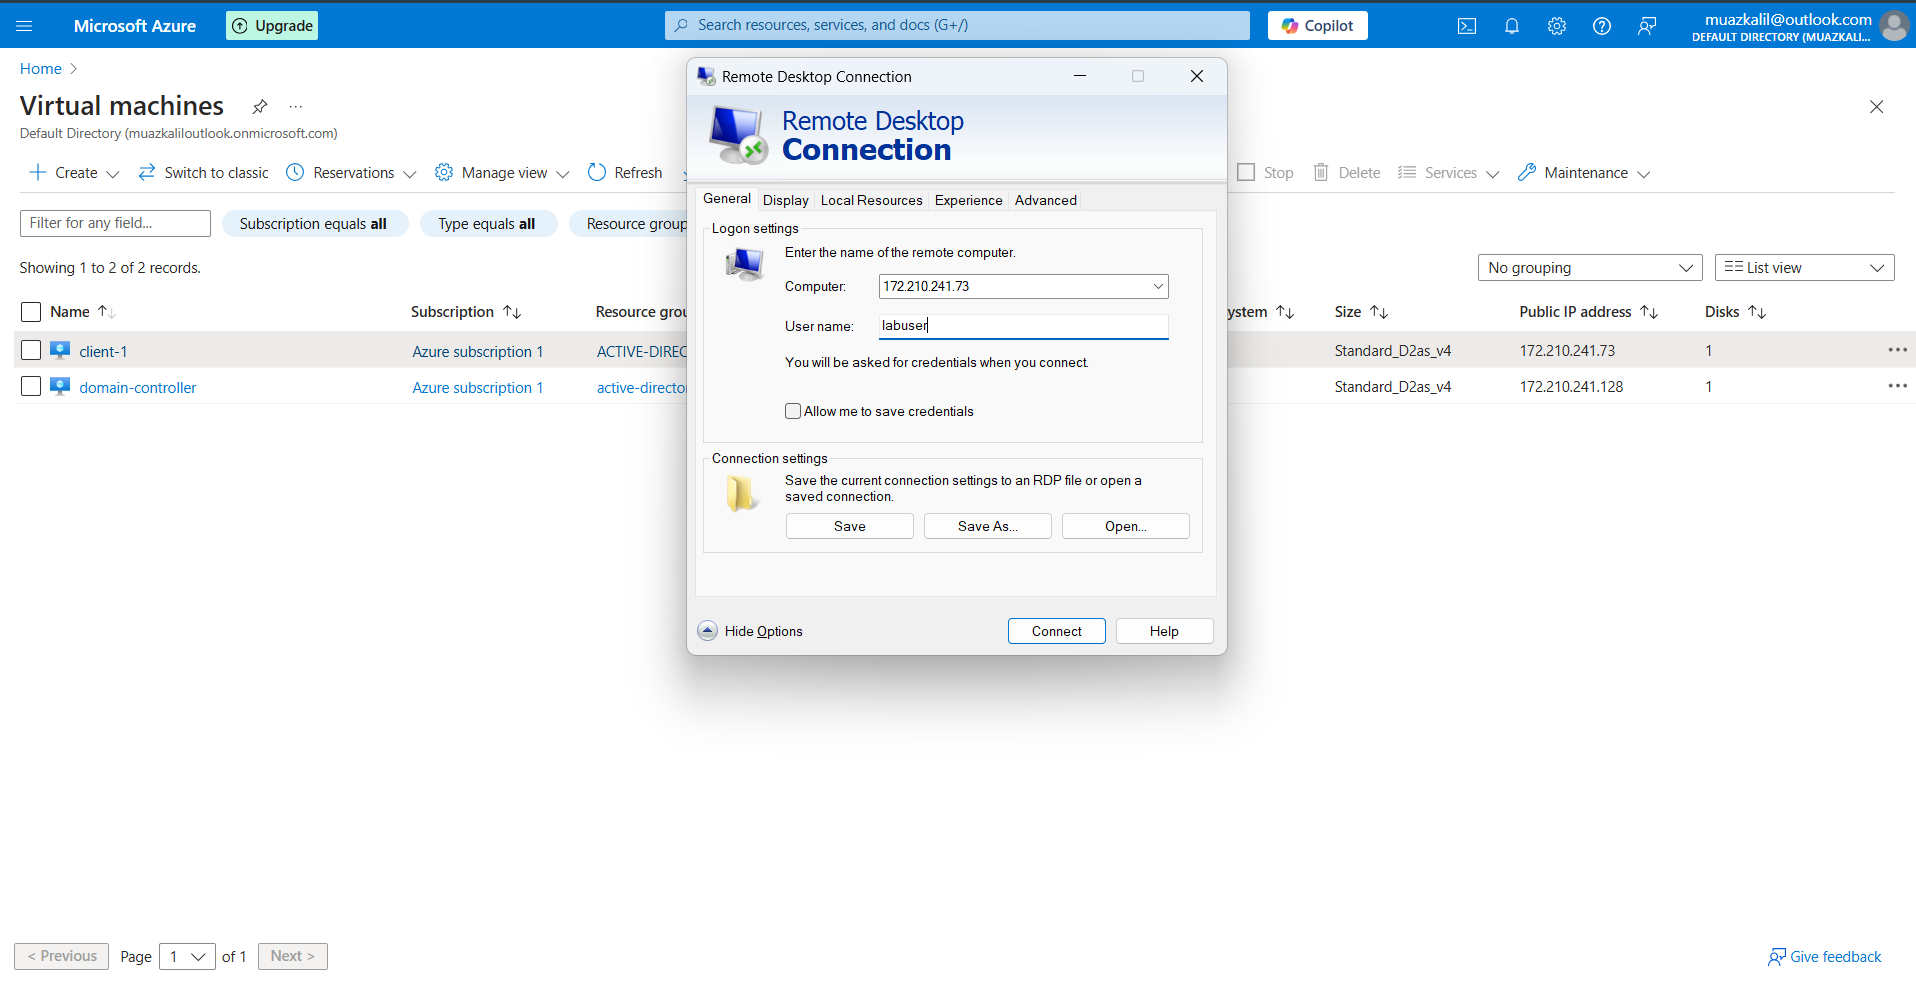 Microsoft Azure
Upgrade
Search resources, services, and docs (G+/)
Copilot
muazkalil@outlook.com
DEFAULT DIRECTORY (MUAZKALI...
Home
Virtual machines
Default Directory (muazkaliloutlook.onmicrosoft.com)
Create
Switch to classic
Reservations
Manage view
Refresh
Stop
Delete
Services
Maintenance
Filter for any field...
Subscription equals all
Type equals all
Resource group
Showing 1 to 2 of 2 records.
No grouping
List view
Name
Subscription
Resource grou
ystem
Size
Public IP address
Disks
client-1
Azure subscription 1
ACTIVE-DIREC
Standard_D2as_v4
172.210.241.73
1
domain-controller
Azure subscription 1
active-director
Standard_D2as_v4
172.210.241.128
1
Remote Desktop Connection
Remote Desktop
Connection
General
Display
Local Resources
Experience
Advanced
Logon settings
Enter the name of the remote computer.
Computer:
172.210.241.73
User name:
labuser
You will be asked for credentials when you connect.
Allow me to save credentials
Connection settings
Save the current connection settings to an RDP file or open a
saved connection.
Save
Save As...
Open...
Hide Options
Connect
Help
< Previous
Page
1
of 1
Next >
Give feedback